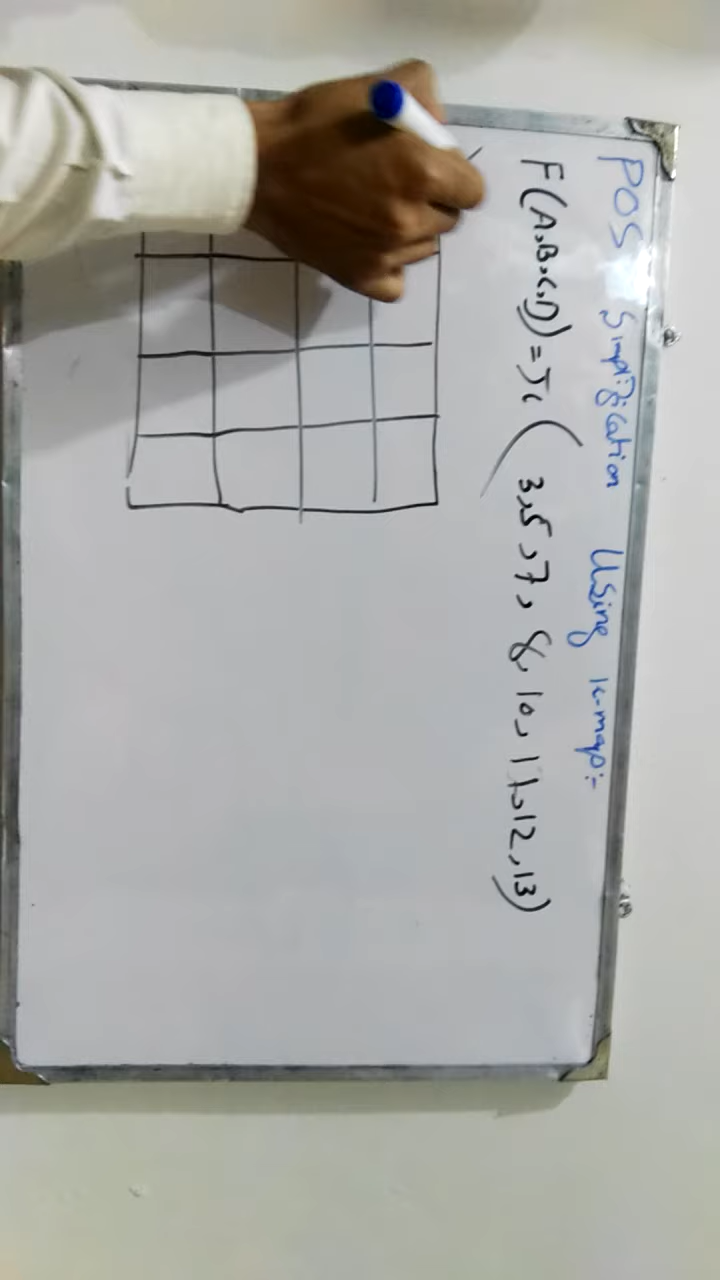 POS Simplification Using k-map:-
F(A,B,C,D) = π (3,5,7,8,10,11,12,13)